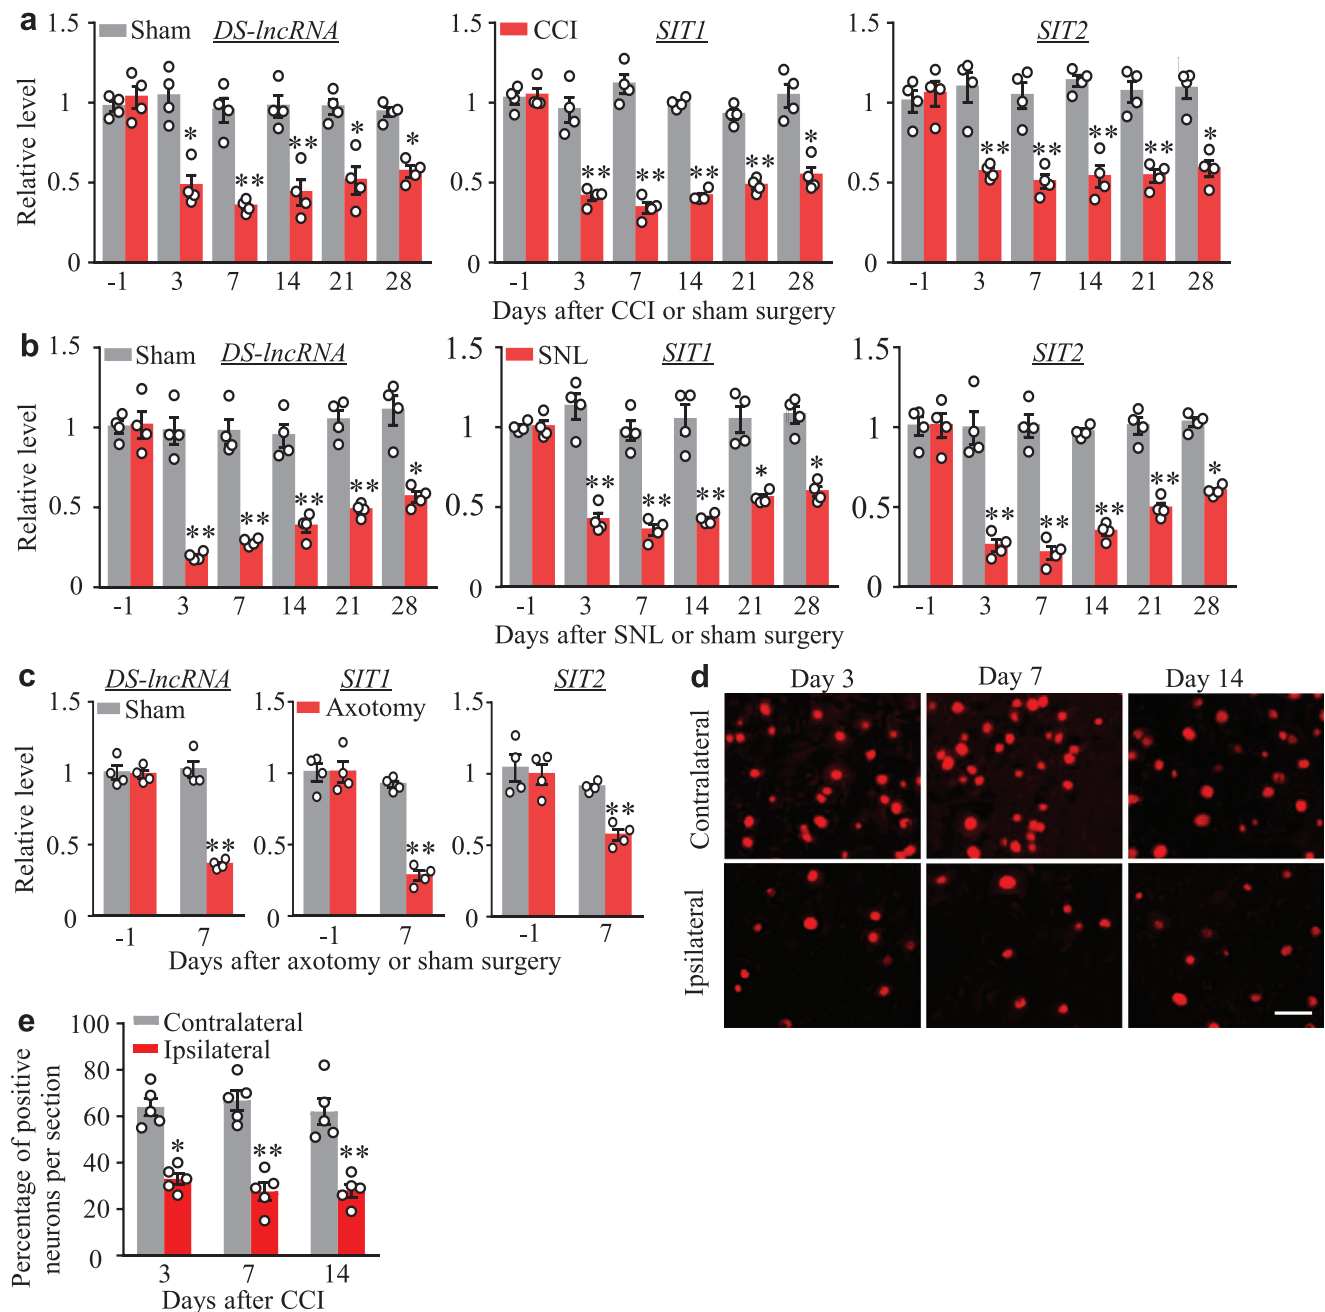 a
Sham DS-lncRNA
CCI SIT1
SIT2
Relative level
1.5
1
0.5
0
1.5
1
0.5
0
1.5
1
0.5
0
* ** ** * *
** ** ** ** *
** ** ** ** *
-1 3 7 14 21 28
-1 3 7 14 21 28
-1 3 7 14 21 28
Days after CCI or sham surgery
b
Sham DS-lncRNA
SNL SIT1
SIT2
Relative level
1.5
1
0.5
0
1.5
1
0.5
0
1.5
1
0.5
0
** ** ** ** *
** ** ** * *
** ** ** ** *
-1 3 7 14 21 28
-1 3 7 14 21 28
-1 3 7 14 21 28
Days after SNL or sham surgery
c
DS-lncRNA
SIT1
SIT2
Sham
Axotomy
Relative level
1.5
1
0.5
0
1.5
1
0.5
0
1.5
1
0.5
0
**
**
**
-1 7
-1 7
-1 7
Days after axotomy or sham surgery
d
Day 3 Day 7 Day 14
Contralateral
Ipsilateral
e
Contralateral
Ipsilateral
Percentage of positive
neurons per section
100
80
60
40
20
0
* ** **
3 7 14
Days after CCI